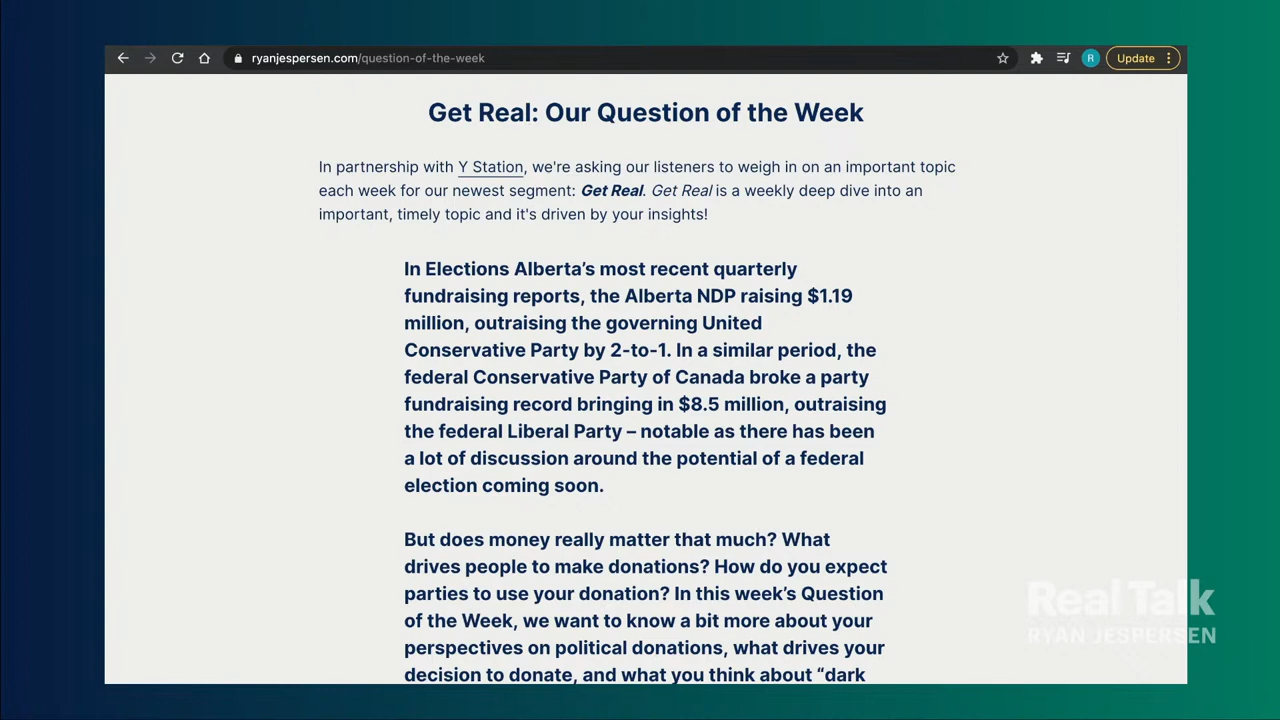 ryanjespersen.com/question-of-the-week
R
Update
Get Real: Our Question of the Week
In partnership with Y Station, we're asking our listeners to weigh in on an important topic
each week for our newest segment: Get Real. Get Real is a weekly deep dive into an
important, timely topic and it's driven by your insights!
In Elections Alberta’s most recent quarterly
fundraising reports, the Alberta NDP raising $1.19
million, outraising the governing United
Conservative Party by 2-to-1. In a similar period, the
federal Conservative Party of Canada broke a party
fundraising record bringing in $8.5 million, outraising
the federal Liberal Party – notable as there has been
a lot of discussion around the potential of a federal
election coming soon.
But does money really matter that much? What
drives people to make donations? How do you expect
parties to use your donation? In this week’s Question
of the Week, we want to know a bit more about your
perspectives on political donations, what drives your
decision to donate, and what you think about “dark
Real Talk
RYAN JESPERSEN